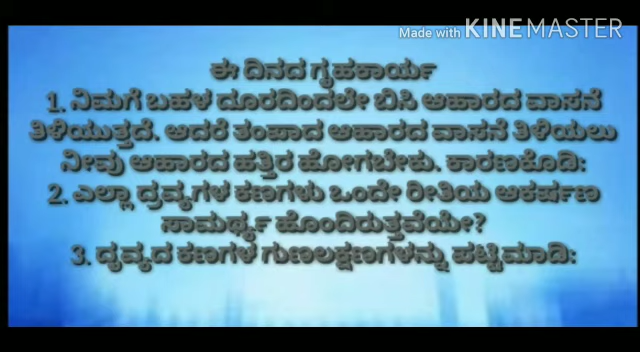 Made with KINEMASTER
ಈ ದಿನದ ಗೃಹಕಾರ್ಯ
1. ನಿಮಗೆ ಬಹಳ ದೂರದಿಂದಲೇ ಬಿಸಿ ಆಹಾರದ ವಾಸನೆ
ತಿಳಿಯುತ್ತದೆ. ಆದರೆ ತಂಪಾದ ಆಹಾರದ ವಾಸನೆ ತಿಳಿಯಲು
ನೀವು ಆಹಾರದ ಹತ್ತಿರ ಹೋಗಬೇಕು. ಕಾರಣಕೊಡಿ:
2. ಎಲ್ಲಾ ದ್ರವ್ಯಗಳ ಕಣಗಳು ಒಂದೇ ರೀತಿಯ ಆಕರ್ಷಣ
ಸಾಮರ್ಥ್ಯ ಹೊಂದಿರುತ್ತವೆಯೇ?
3. ದೃವ್ಯದ ಕಣಗಳ ಗುಣಲಕ್ಷಣಗಳನ್ನು ಪಟ್ಟಿಮಾಡಿ: